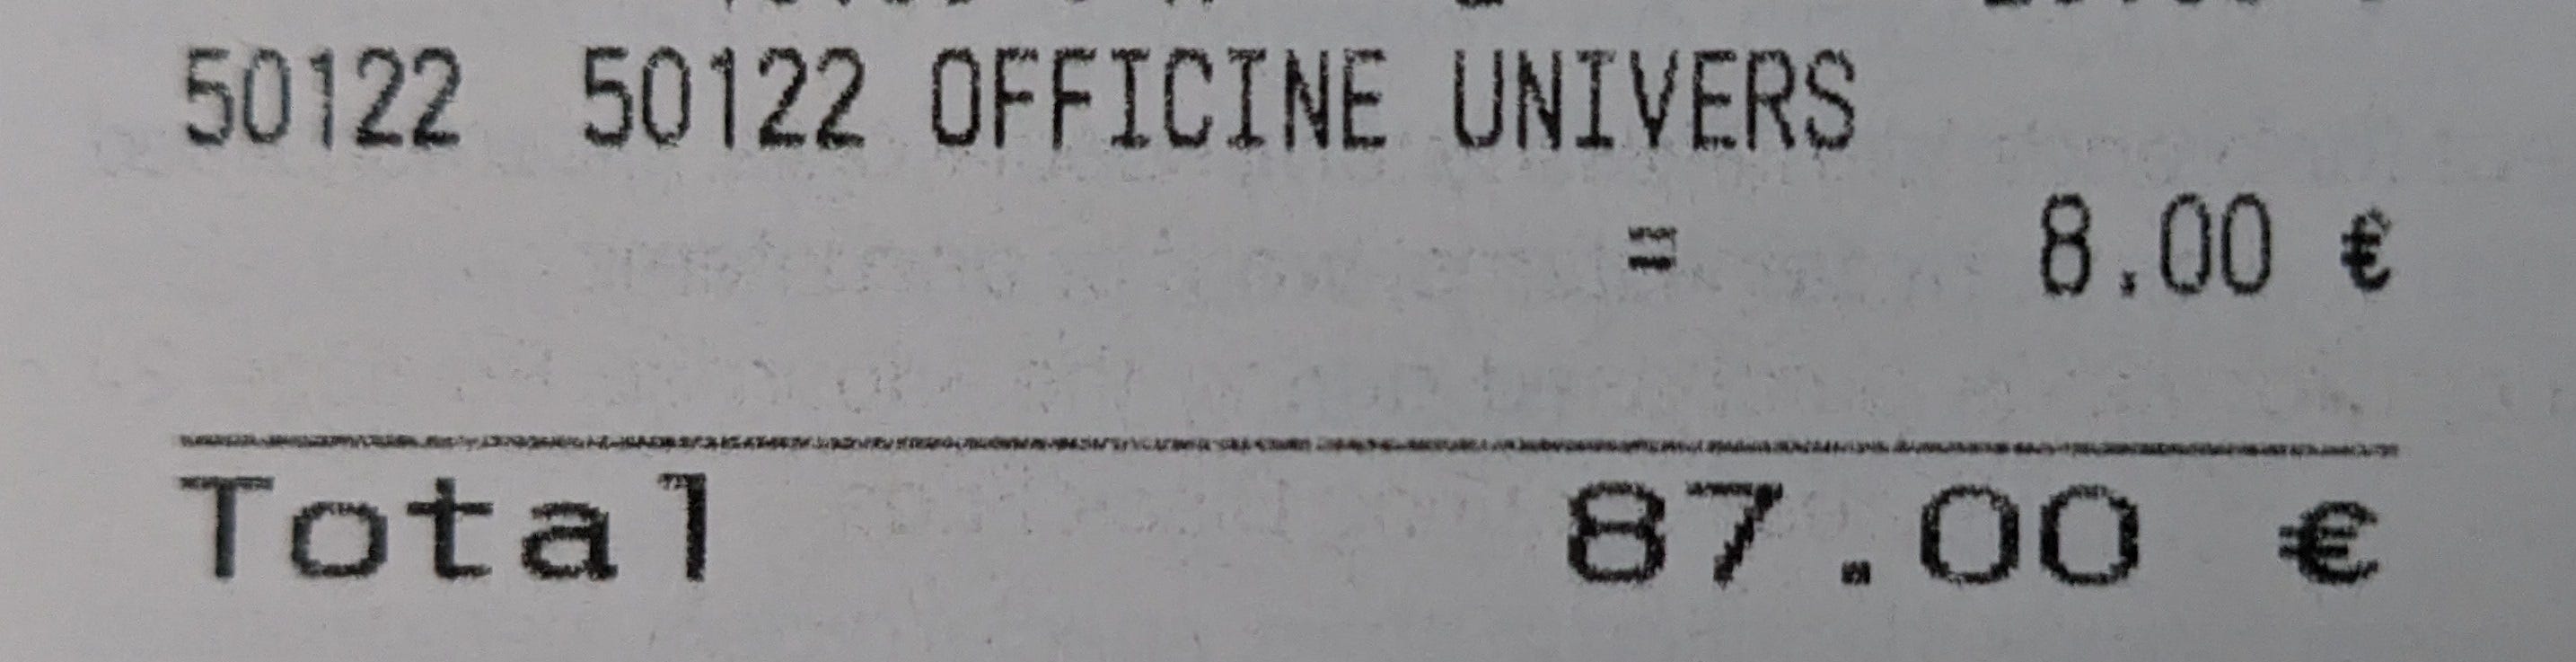 50122 50122 OFFICINE UNIVERS
= 8.00 €
Total 87.00 €